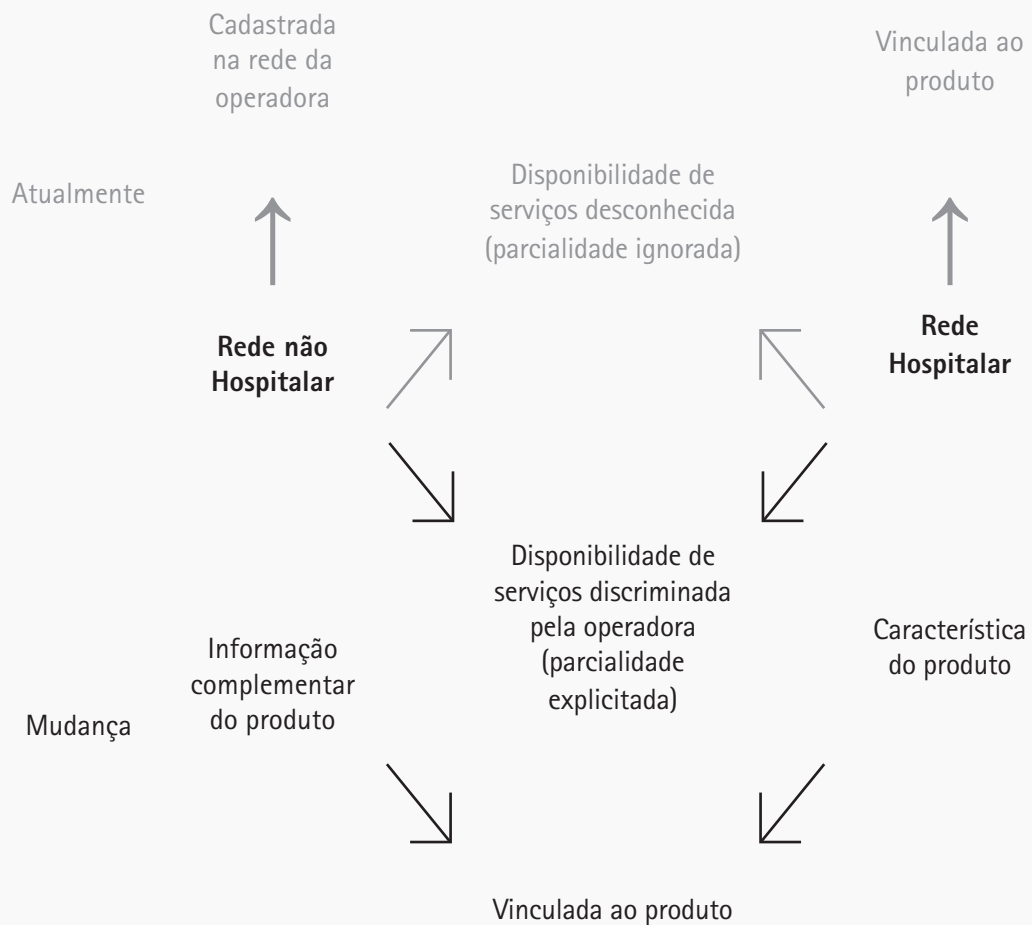 Cadastrada
na rede da
operadora
Vinculada ao
produto
Atualmente
Disponibilidade de
serviços desconhecida
(parcialidade ignorada)
Rede não
Hospitalar
Rede
Hospitalar
Disponibilidade de
serviços discriminada
pela operadora
(parcialidade
explicitada)
Informação
complementar
do produto
Característica
do produto
Mudança
Vinculada ao produto